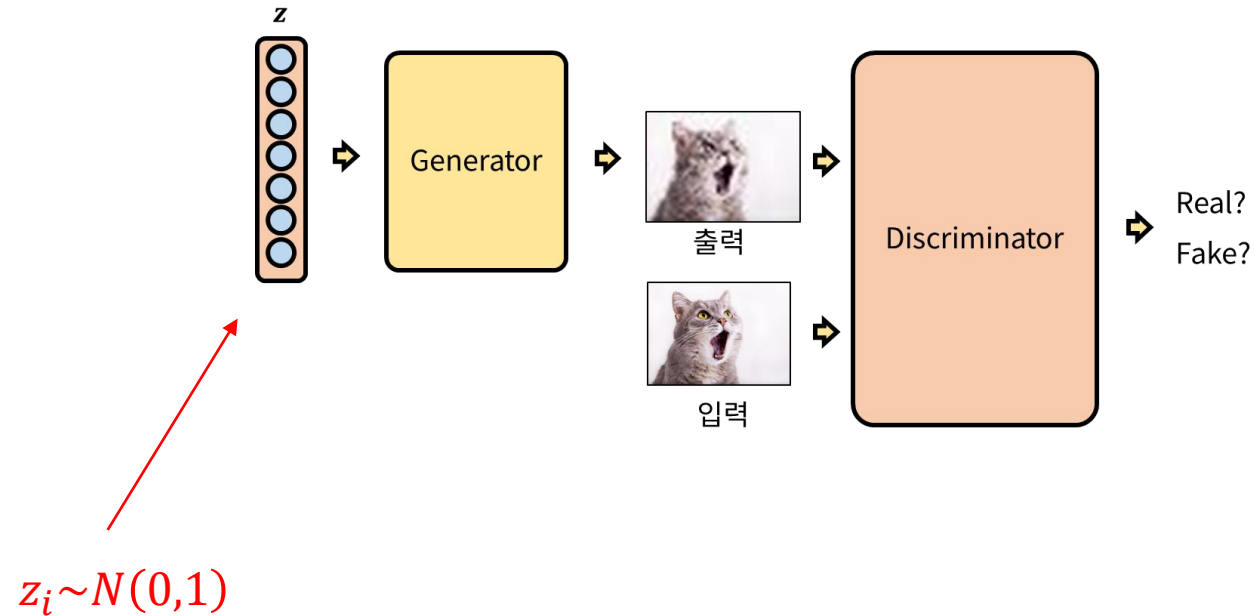 z
Generator
출력
입력
Discriminator
Real?
Fake?
z_i~N(0,1)